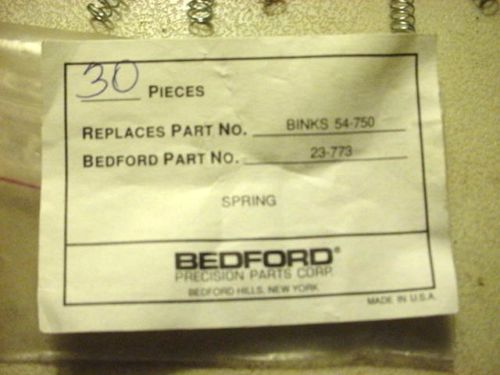 30 PIECES
REPLACES PART NO. BINKS 54-750
BEDFORD PART NO. 23-773
SPRING
BEDFORD®
PRECISION PARTS CORP.
BEDFORD HILLS, NEW YORK
MADE IN U.S.A.